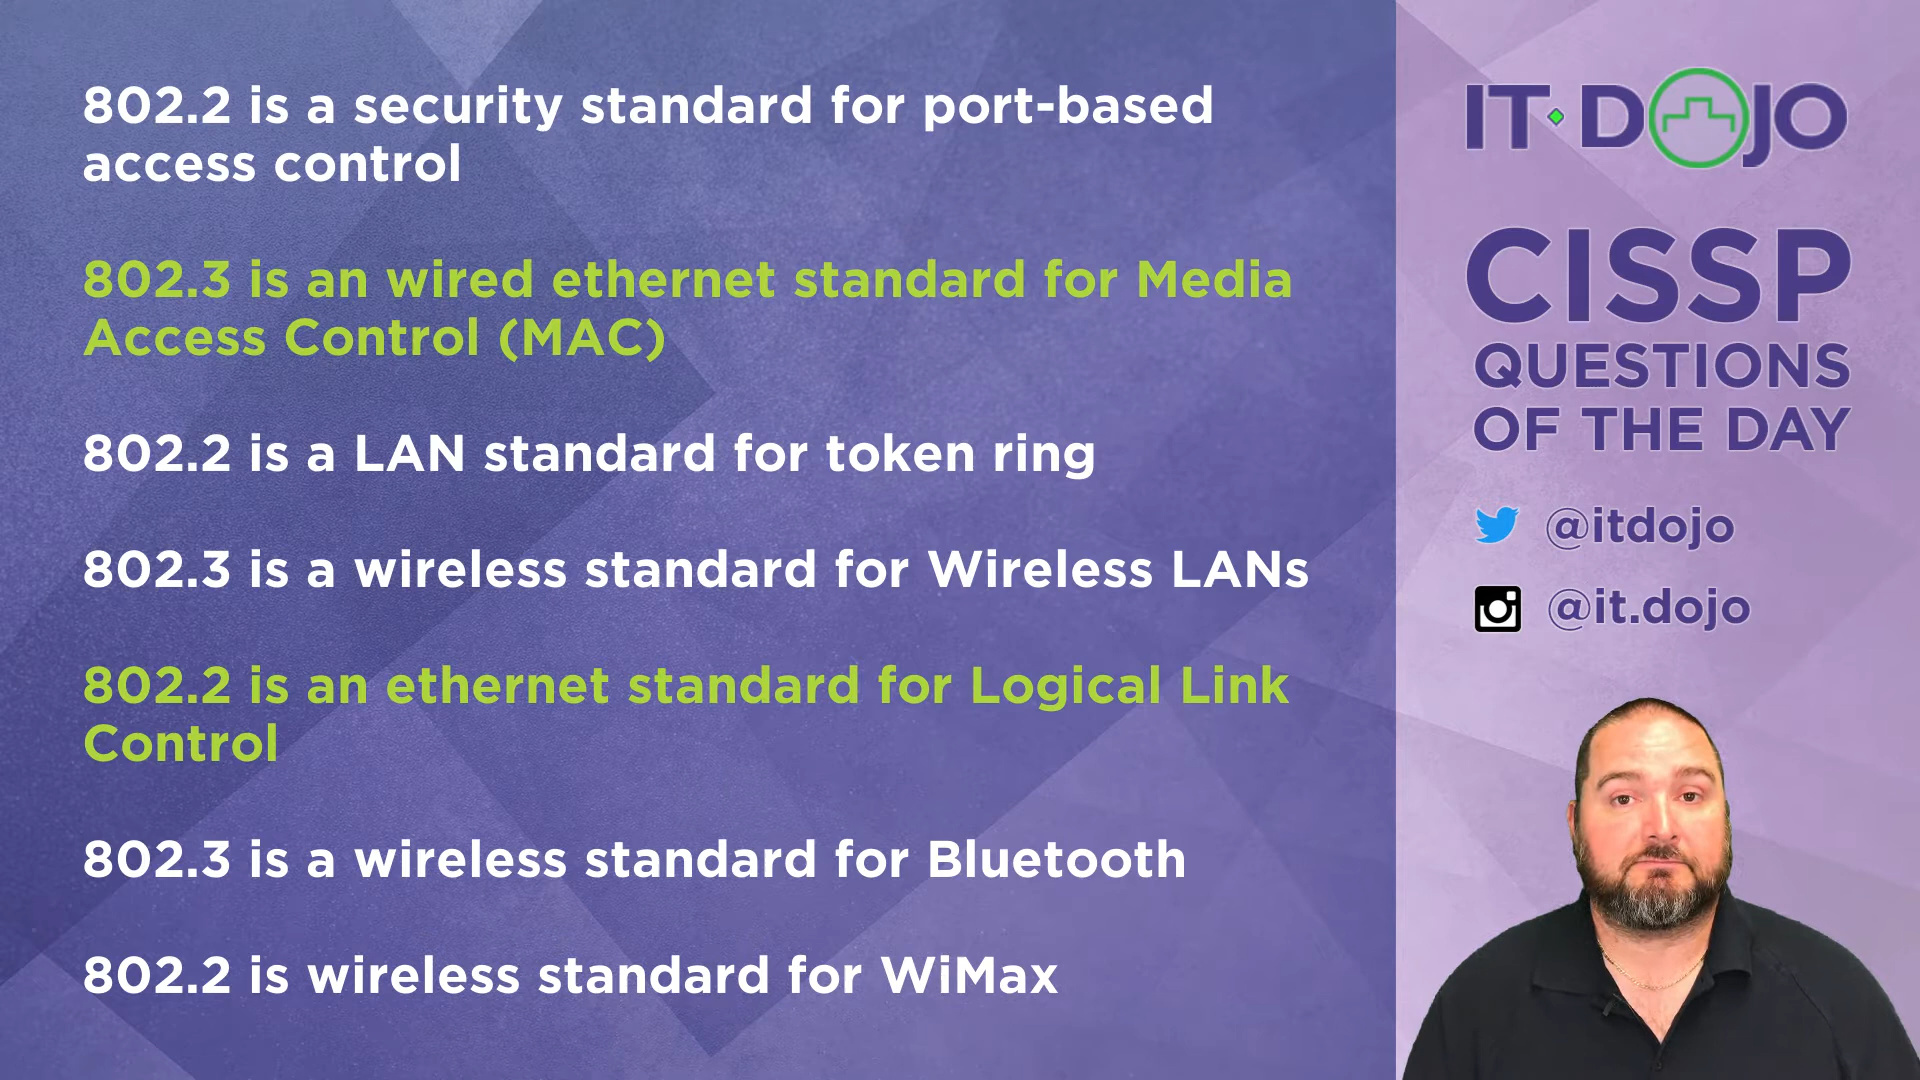 802.2 is a security standard for port-based
access control
802.3 is an wired ethernet standard for Media
Access Control (MAC)
802.2 is a LAN standard for token ring
802.3 is a wireless standard for Wireless LANs
802.2 is an ethernet standard for Logical Link
Control
802.3 is a wireless standard for Bluetooth
802.2 is wireless standard for WiMax
IT DOJO
CISSP
QUESTIONS
OF THE DAY
@itdojo
@it.dojo